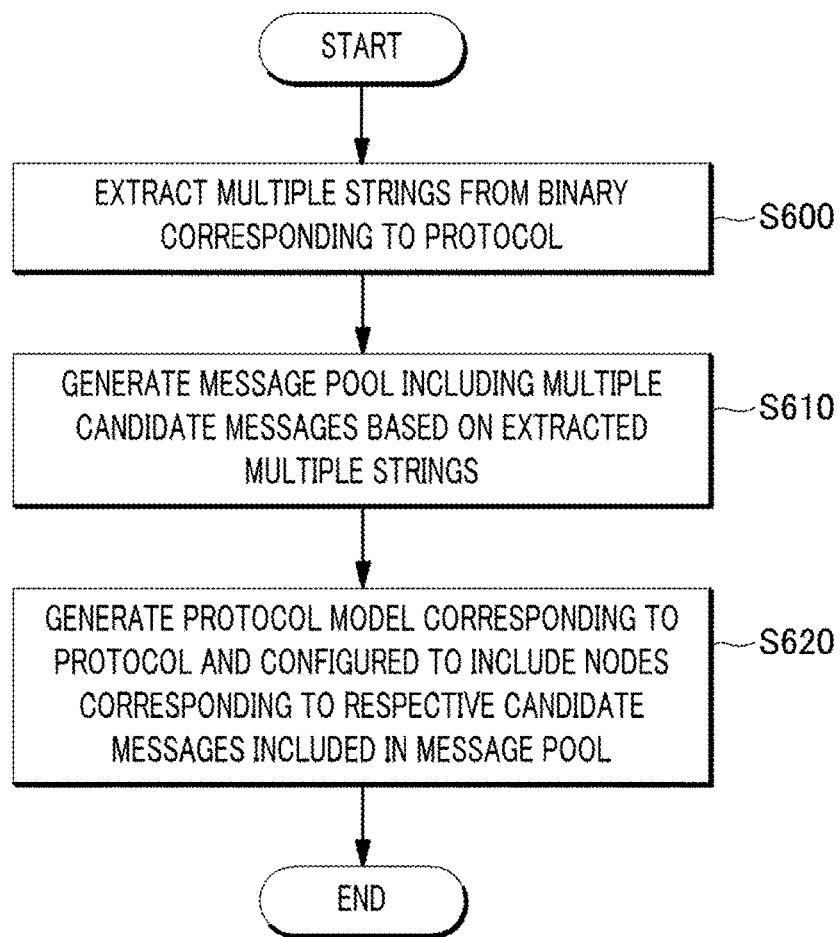 START
EXTRACT MULTIPLE STRINGS FROM BINARY
CORRESPONDING TO PROTOCOL
S600
GENERATE MESSAGE POOL INCLUDING MULTIPLE
CANDIDATE MESSAGES BASED ON EXTRACTED
MULTIPLE STRINGS
S610
GENERATE PROTOCOL MODEL CORRESPONDING TO
PROTOCOL AND CONFIGURED TO INCLUDE NODES
CORRESPONDING TO RESPECTIVE CANDIDATE
MESSAGES INCLUDED IN MESSAGE POOL
S620
END